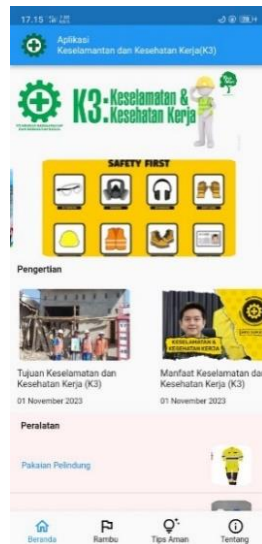 17.15
Aplikasi
Keselamantan dan Kesehatan Kerja(K3)
K3: Keselamatan &
Kesehatan Kerja
SAFETY FIRST
Pengertian
KESELAMATAN &
KESEHATAN KERJA
Tujuan Keselamatan dan
Kesehatan Kerja (K3)
01 November 2023
Manfaat Keselamatan da
Kesehatan Kerja (K3)
01 November 2023
Peralatan
Pakaian Pelindung
Beranda
Rambu
Tips Aman
Tentang